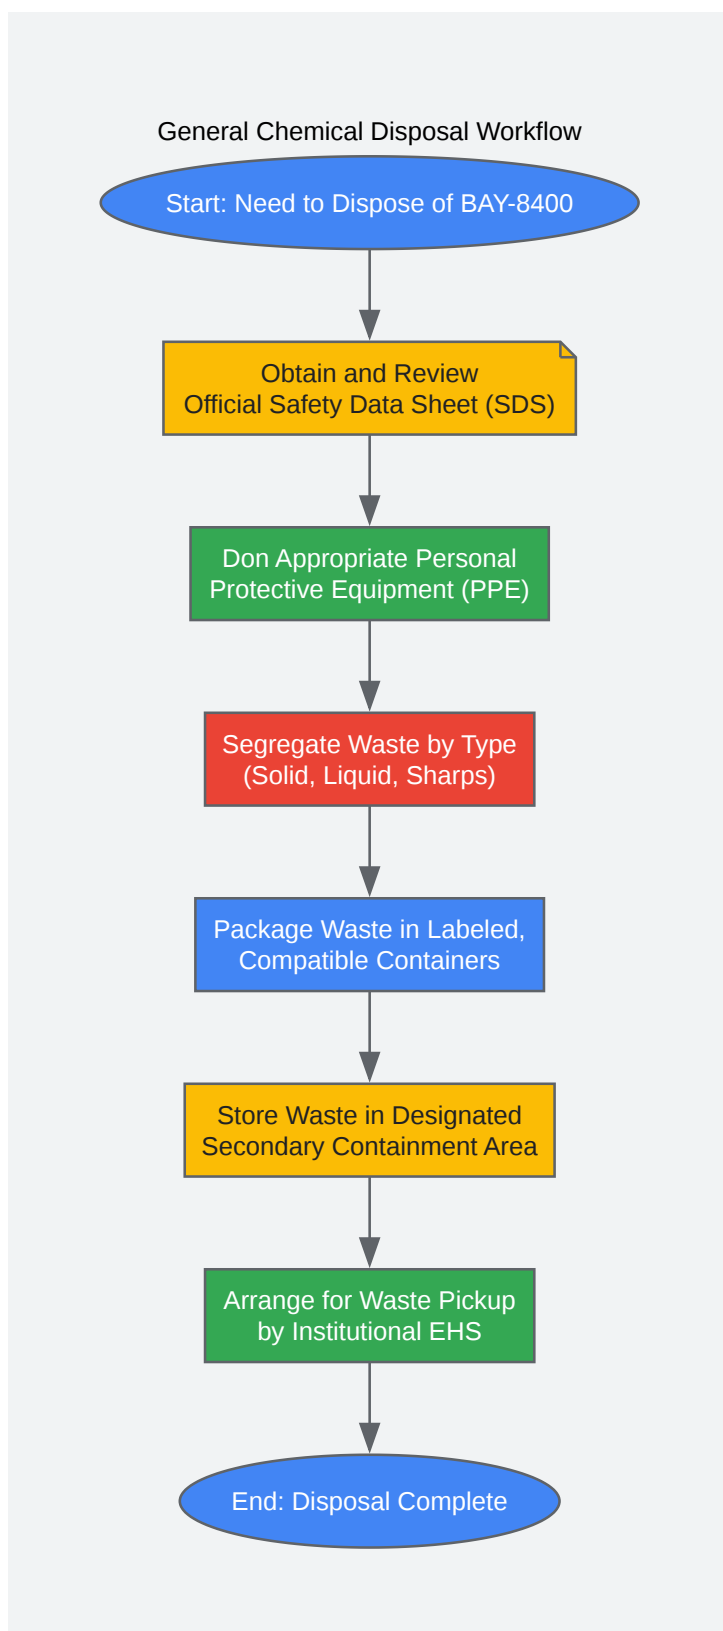 General Chemical Disposal Workflow
Start: Need to Dispose of BAY-8400
Obtain and Review
Official Safety Data Sheet (SDS)
Don Appropriate Personal
Protective Equipment (PPE)
Segregate Waste by Type
(Solid, Liquid, Sharps)
Package Waste in Labeled,
Compatible Containers
Store Waste in Designated
Secondary Containment Area
Arrange for Waste Pickup
by Institutional EHS
End: Disposal Complete